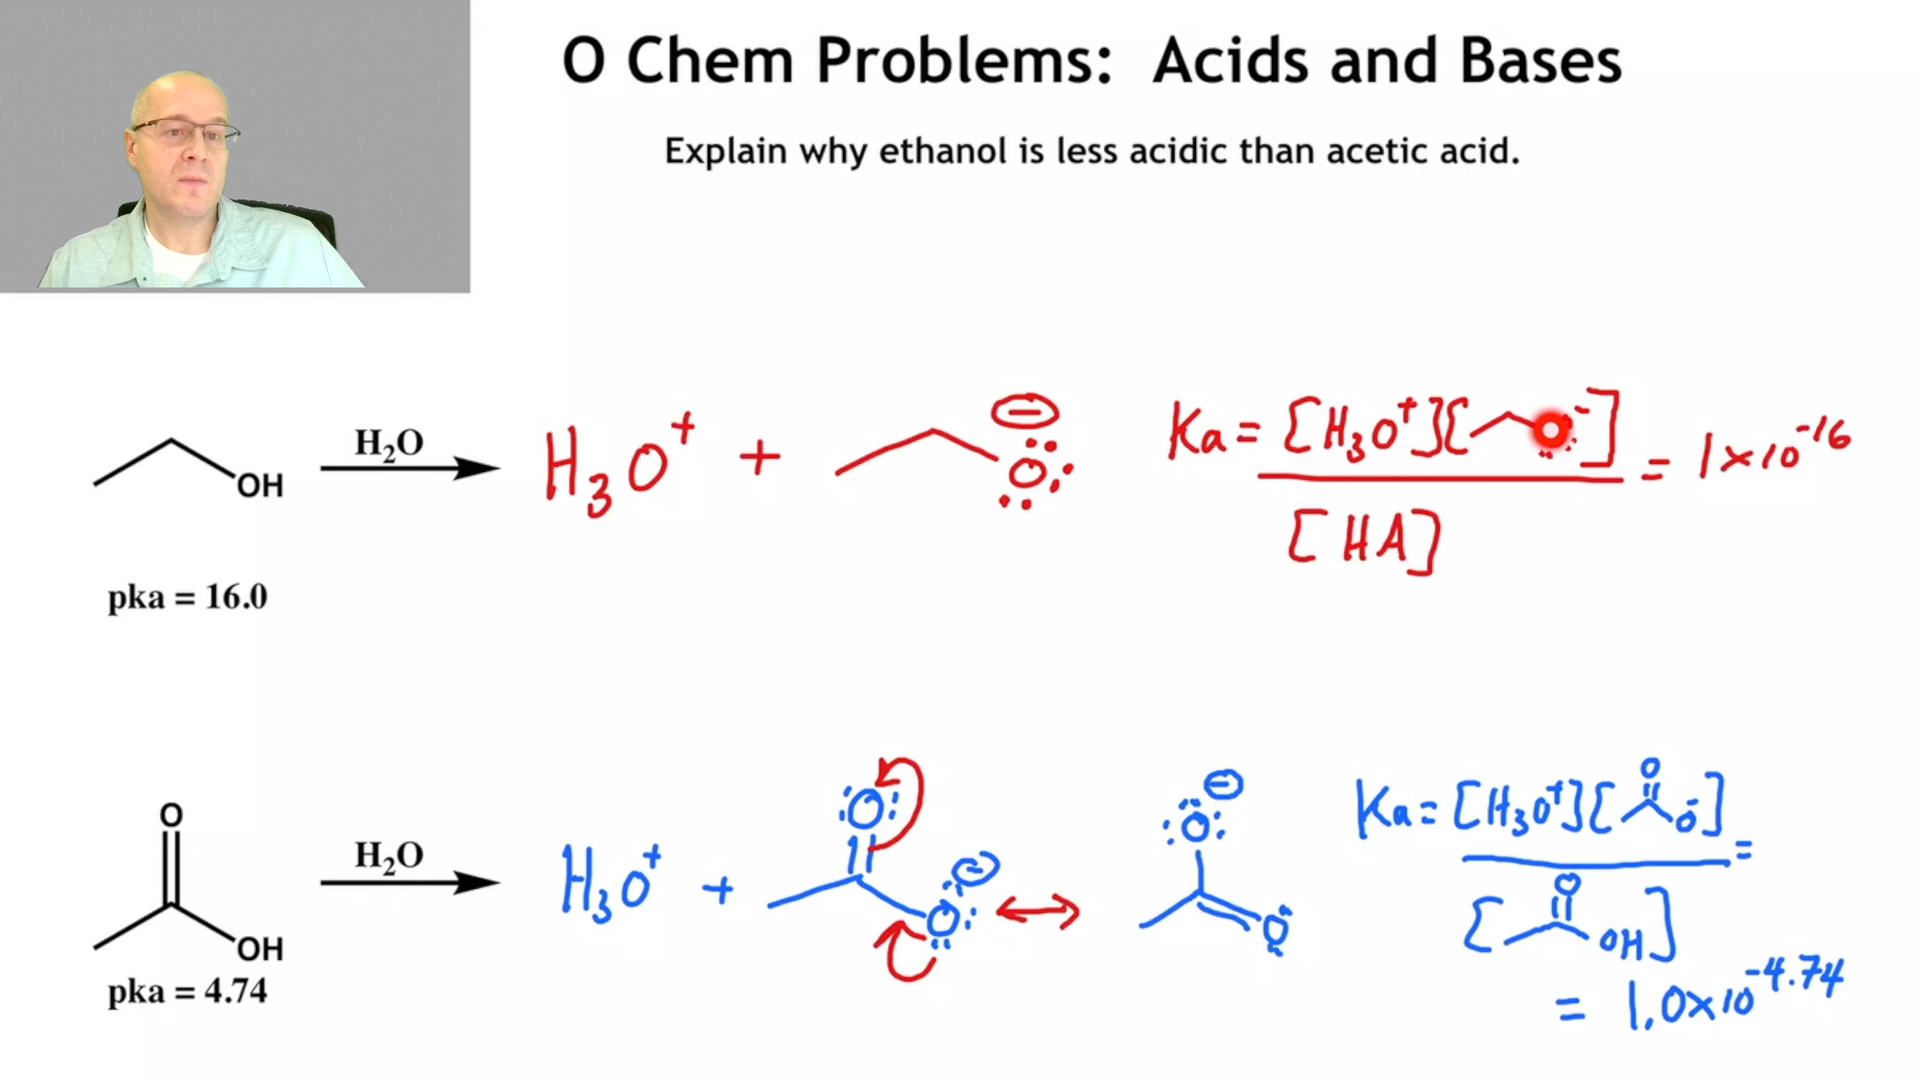 O Chem Problems: Acids and Bases
Explain why ethanol is less acidic than acetic acid.
OH
H₂O
H₃O⁺ + O ⊖
Ka = [H₃O⁺][O⁻] = 1×10⁻¹⁶
[HA]
pka = 16.0
O
OH
H₂O
H₃O⁺ + O O ⊖ ↔ O ⊖ O
Ka = [H₃O⁺][O O⁻] =
[O OH]
= 1.0×10⁻⁴·⁷⁴
pka = 4.74